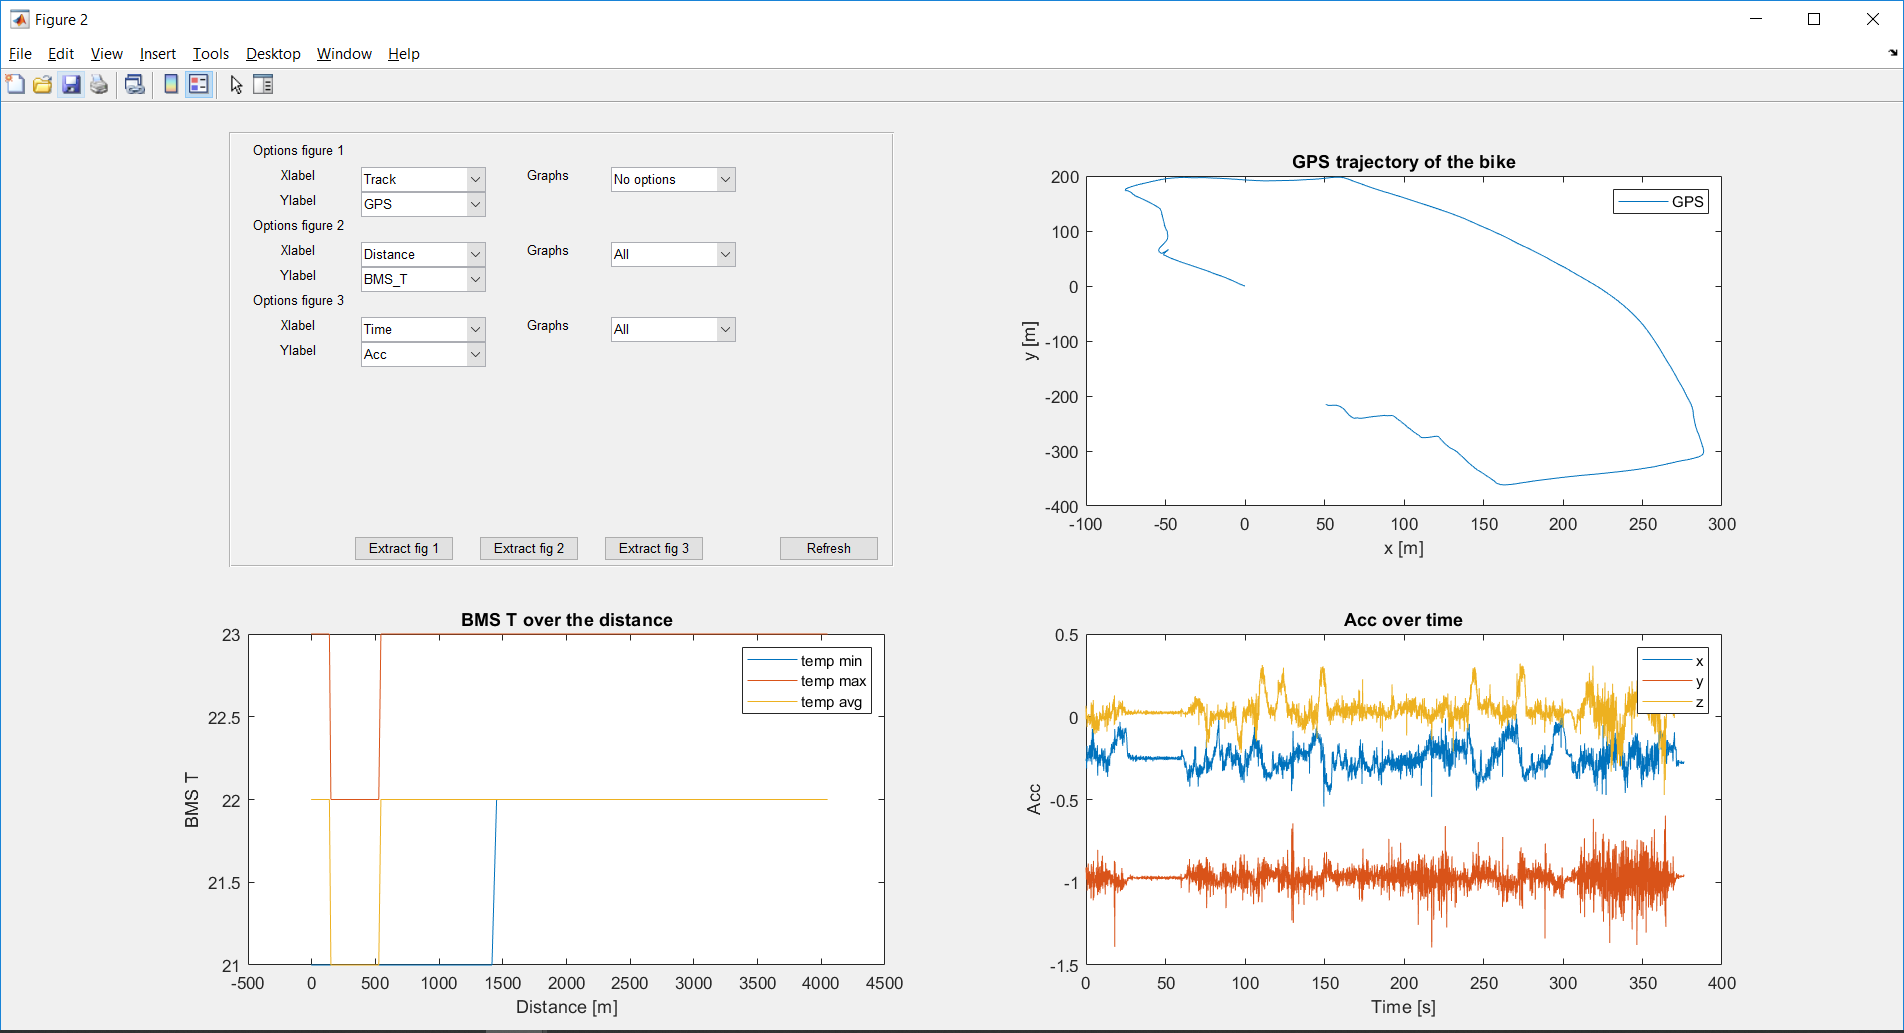 Figure 2
File Edit View Insert Tools Desktop Window Help
Options figure 1
Xlabel Track Graphs No options
Ylabel GPS
Options figure 2
Xlabel Distance Graphs All
Ylabel BMS_T
Options figure 3
Xlabel Time Graphs All
Ylabel Acc
Extract fig 1 Extract fig 2 Extract fig 3 Refresh
GPS trajectory of the bike
200
100
0
-100
-200
-300
-400
y [m]
GPS
-100 -50 0 50 100 150 200 250 300
x [m]
BMS T over the distance
23
22.5
22
21.5
21
BMS T
temp min
temp max
temp avg
-500 0 500 1000 1500 2000 2500 3000 3500 4000 4500
Distance [m]
Acc over time
0.5
0
-0.5
-1
-1.5
Acc
x
y
z
0 50 100 150 200 250 300 350 400
Time [s]